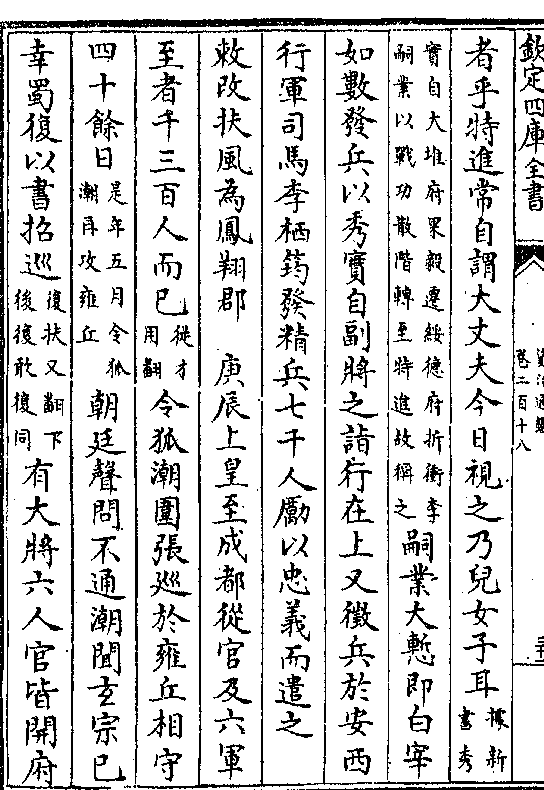 欽定四庫全書
資治通鑑
卷二百十八
者乎特進常自謂大丈夫今日視之乃兒女子耳據新書秀
實自大堆府果毅遷綏德府折衝李嗣業以戰功散階轉至特進故稱之嗣業大慙即白宰
如數發兵以秀實自副將之詣行在上又徵兵於安西
行軍司馬李栖筠發精兵七千人勵以忠義而遣之
敕改扶風為鳳翔郡　庚辰上皇至成都從官及六軍
至者千三百人而已從才用翻令狐潮圍張巡於雍丘相守
四十餘日是年五月令狐潮再攻雍丘朝廷聲問不通潮聞玄宗已
幸蜀復以書招巡復扶又翻下後復敢復同有大將六人官皆開府